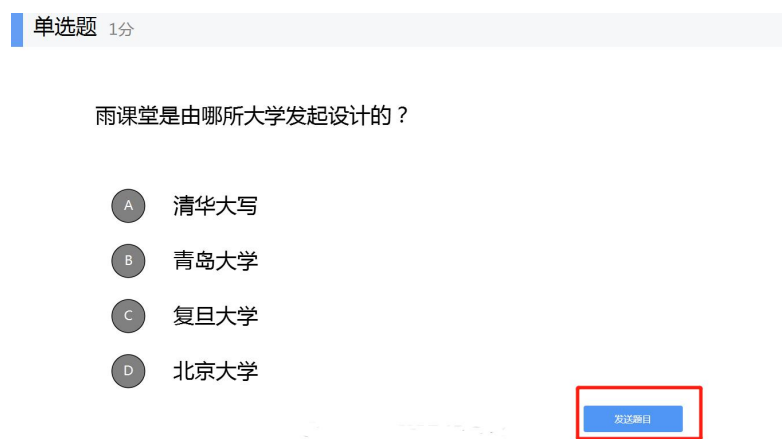 单选题 1分
雨课堂是由哪所大学发起设计的？
A 清华大写
B 青岛大学
C 复旦大学
D 北京大学
发送题目